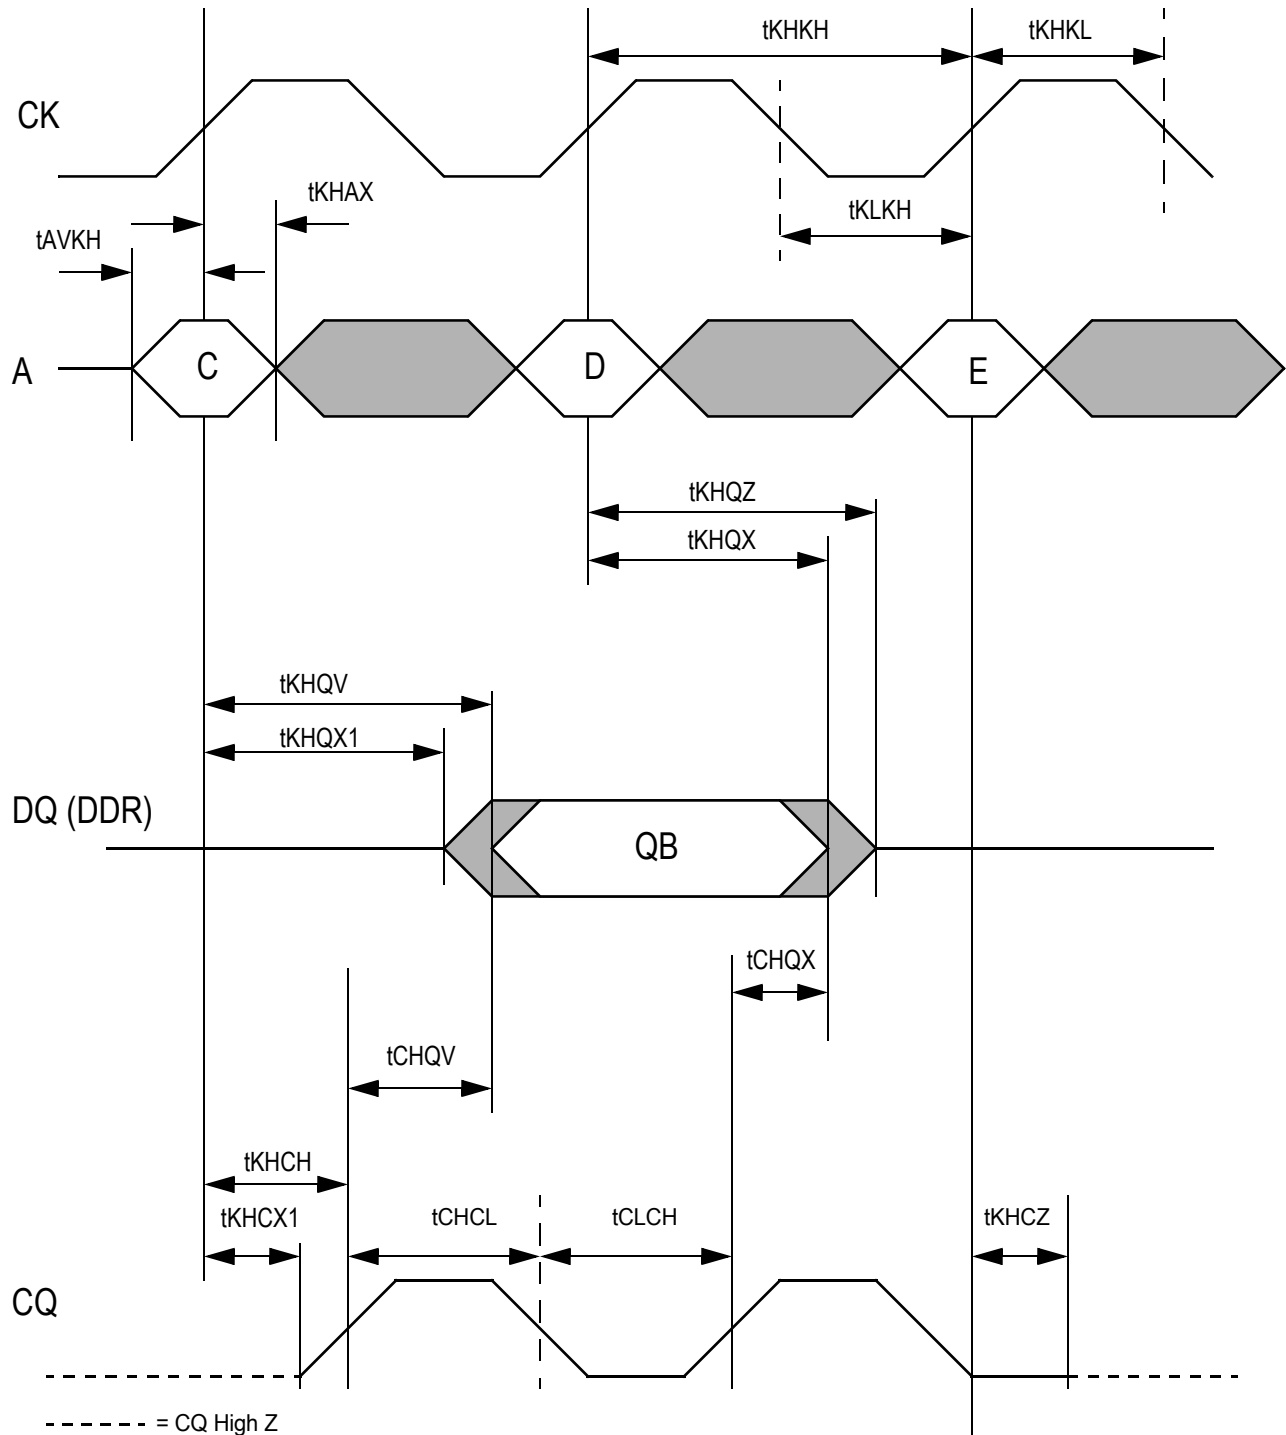 tKHKH
tKHKL
CK
tKHAX
tKLKH
tAVKH
A
C
D
E
tKHQZ
tKHQX
tKHQV
tKHQX1
DQ (DDR)
QB
tCHQX
tCHQV
tKHCH
tKHCX1
tCHCL
tCLCH
tKHCZ
CQ
= CQ High Z